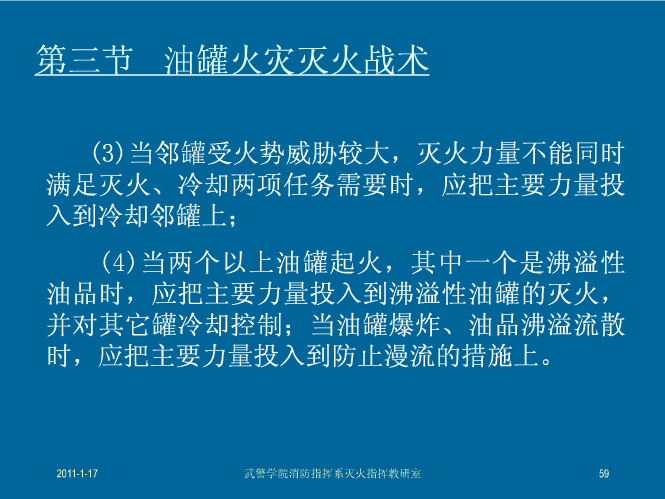 第三节 油罐火灾灭火战术
(3)当邻罐受火势威胁较大，灭火力量不能同时
满足灭火、冷却两项任务需要时，应把主要力量投
入到冷却邻罐上；
(4)当两个以上油罐起火，其中一个是沸溢性
油品时，应把主要力量投入到沸溢性油罐的灭火，
并对其它罐冷却控制；当油罐爆炸、油品沸溢流散
时，应把主要力量投入到防止漫流的措施上。
2011-1-17 武警学院消防指挥系灭火指挥教研室 59